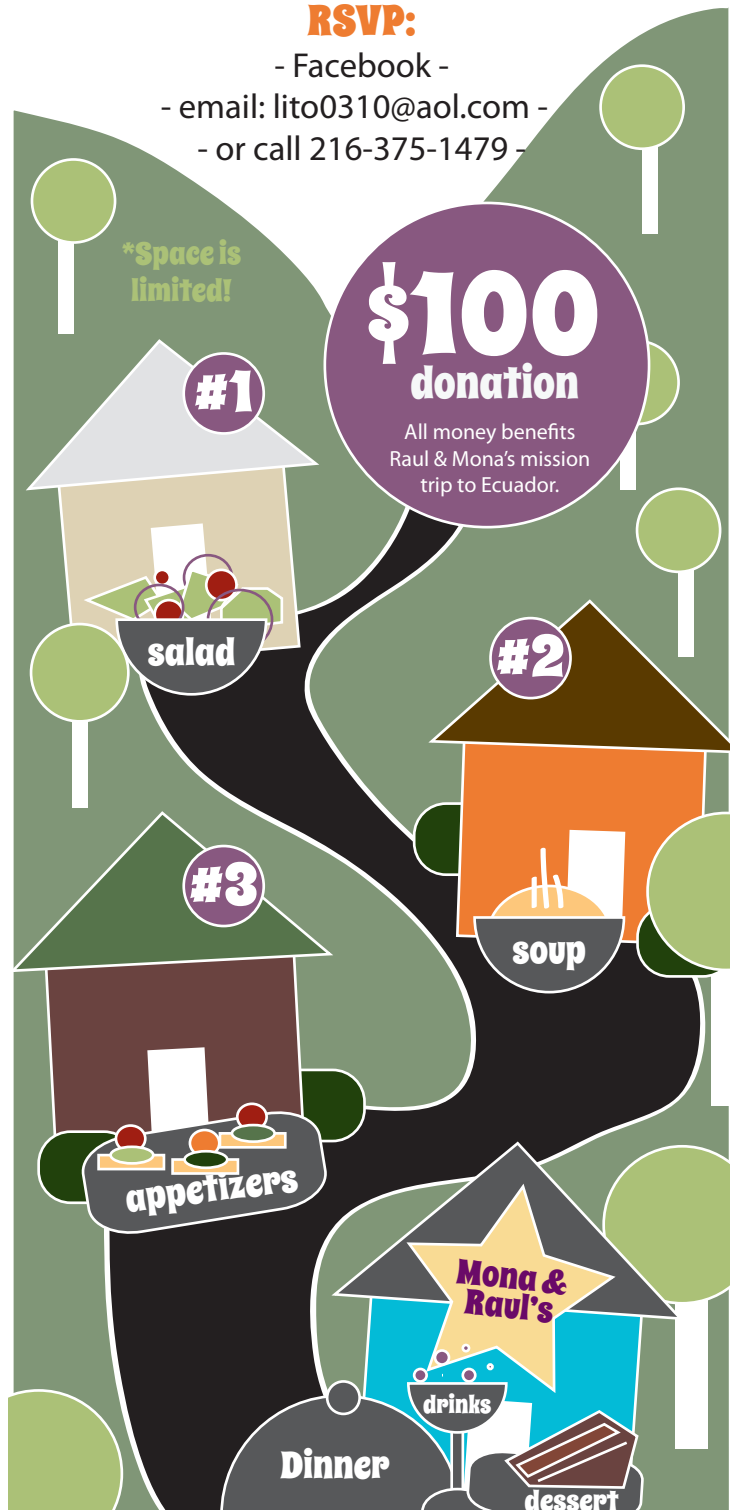 RSVP:
- Facebook -
- email: lito0310@aol.com -
- or call 216-375-1479 -
*Space is
limited!
$100
donation
All money benefits
Raul & Mona's mission
trip to Ecuador.
#1
salad
#2
soup
#3
appetizers
Mona &
Raul's
drinks
Dinner
dessert